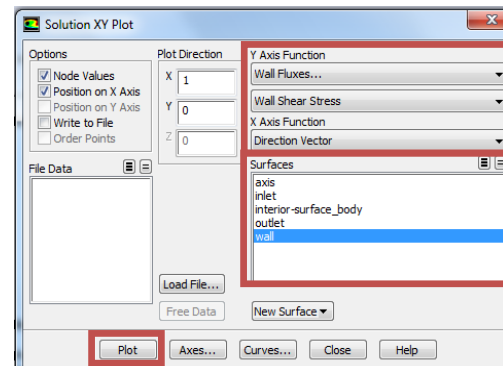 Solution XY Plot
Options
Node Values
Position on X Axis
Position on Y Axis
Write to File
Order Points
Plot Direction
X 1
Y 0
Z 0
Y Axis Function
Wall Fluxes...
Wall Shear Stress
X Axis Function
Direction Vector
File Data
Surfaces
axis
inlet
interior-surface_body
outlet
wall
Load File...
Free Data
New Surface
Plot
Axes...
Curves...
Close
Help